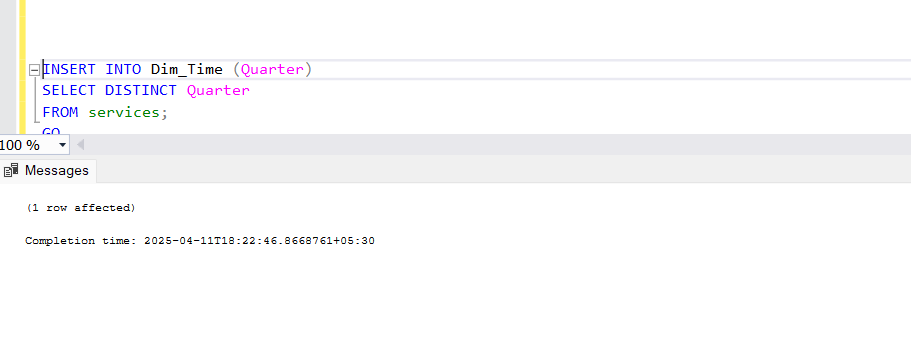 INSERT INTO Dim_Time (Quarter)
SELECT DISTINCT Quarter
FROM services;
GO
100 %
Messages
(1 row affected)
Completion time: 2025-04-11T18:22:46.8668761+05:30